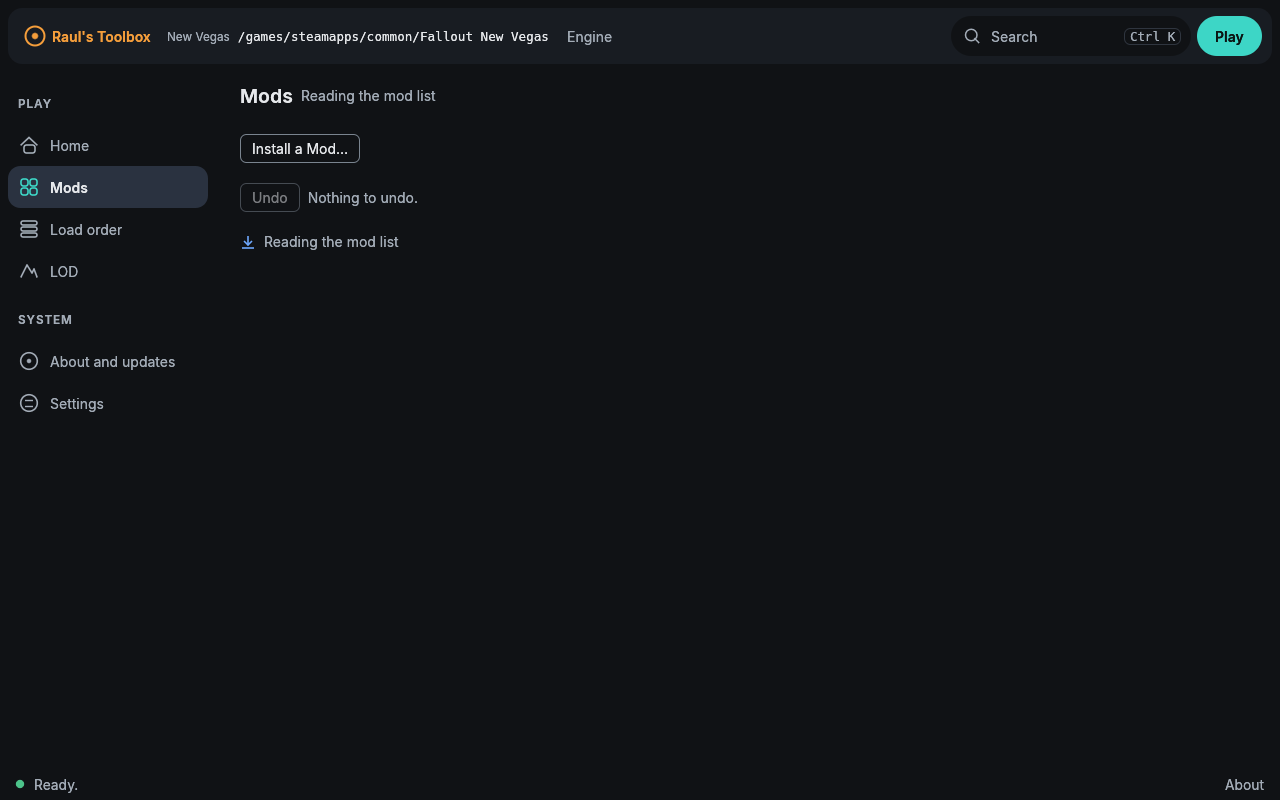 Raul's Toolbox New Vegas /games/steamapps/common/Fallout New Vegas Engine Search Ctrl K Play
PLAY
Home
Mods
Load order
LOD
SYSTEM
About and updates
Settings
Mods Reading the mod list
Install a Mod...
Undo Nothing to undo.
Reading the mod list
Ready.
About